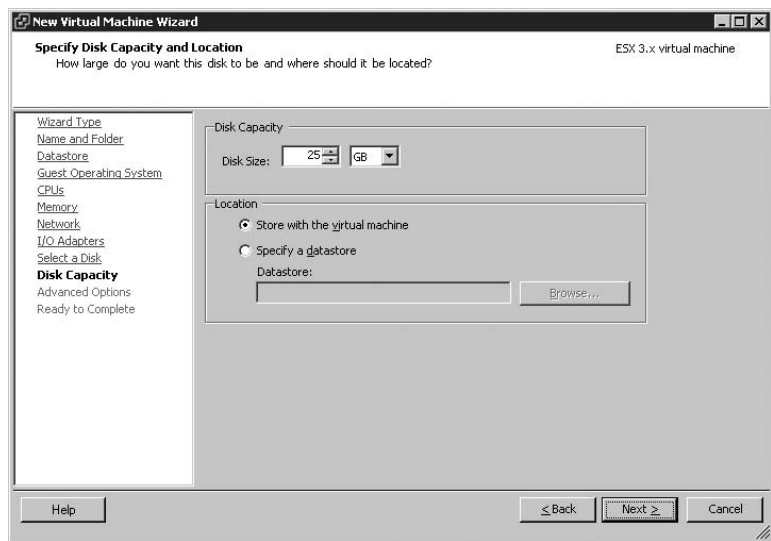 New Virtual Machine Wizard
Specify Disk Capacity and Location
ESX 3.x virtual machine
How large do you want this disk to be and where should it be located?
Wizard Type
Name and Folder
Datastore
Guest Operating System
CPUs
Memory
Network
I/O Adapters
Select a Disk
Disk Capacity
Advanced Options
Ready to Complete
Disk Capacity
Disk Size: 25 GB
Location
Store with the virtual machine
Specify a datastore
Datastore:
Browse...
Help
< Back
Next >
Cancel